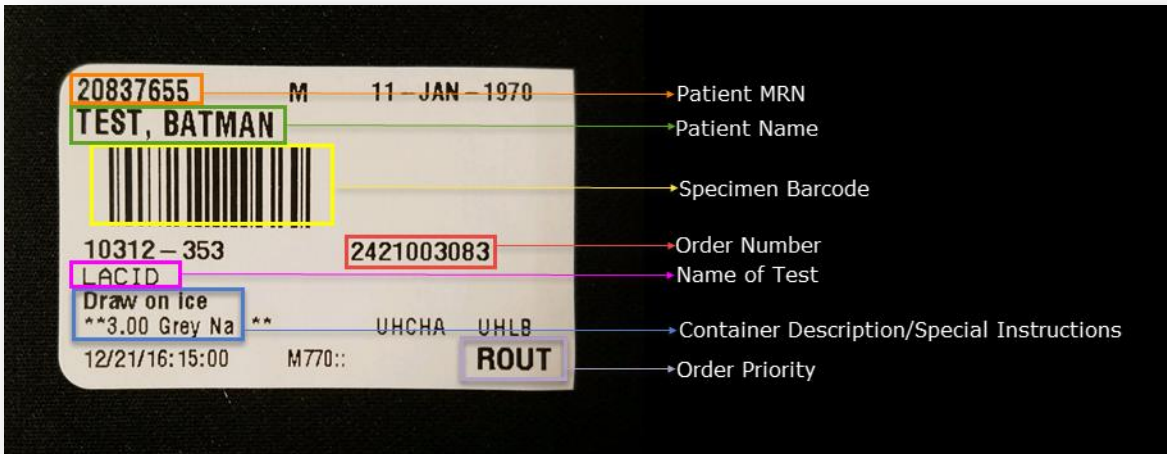 20837655 M 11-JAN-1970 Patient MRN
TEST, BATMAN Patient Name
Specimen Barcode
10312-353 2421003083 Order Number
LACID Name of Test
Draw on ice
**3.00 Grey Na ** UHCHA UHLB Container Description/Special Instructions
12/21/16:15:00 M770:: ROUT Order Priority